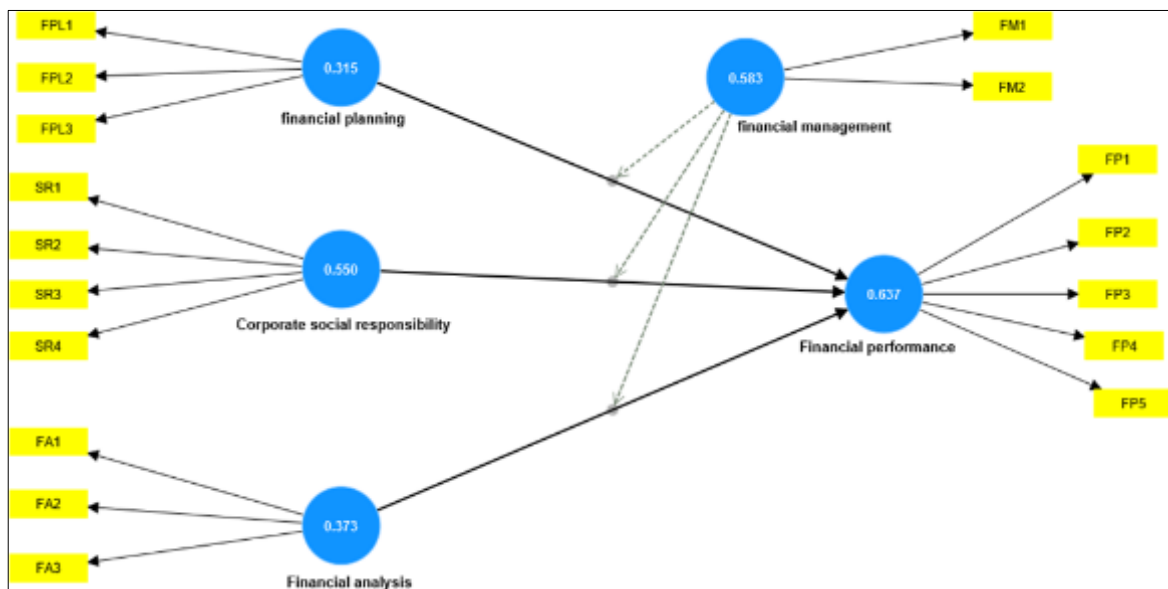 FPL1
FPL2
FPL3
0.315
financial planning
0.583
financial management
FM1
FM2
SR1
SR2
SR3
SR4
0.550
Corporate social responsibility
0.637
Financial performance
FP1
FP2
FP3
FP4
FP5
FA1
FA2
FA3
0.373
Financial analysis